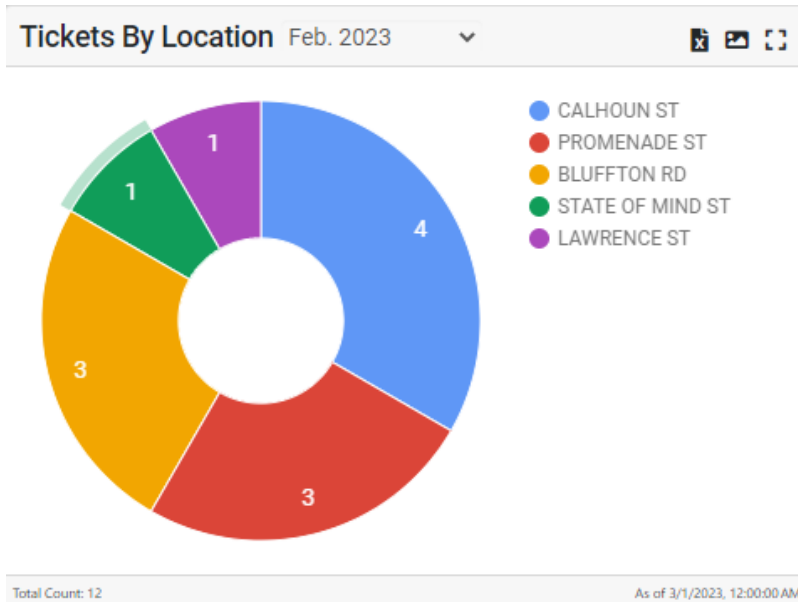 Tickets By Location Feb. 2023
CALHOUN ST
PROMENADE ST
BLUFFTON RD
STATE OF MIND ST
LAWRENCE ST
1
1
4
3
3
Total Count: 12
As of 3/1/2023, 12:00:00 AM